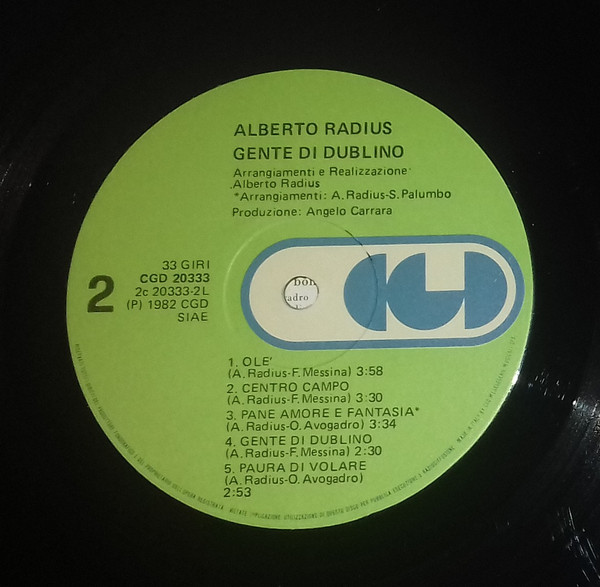 ALBERTO RADIUS
GENTE DI DUBLINO
Arrangiamenti e Realizzazione:
Alberto Radius
*Arrangiamenti: A. Radius-S. Palumbo
Produzione: Angelo Carrara
33 GIRI
CGD 20333
2c 20333-2L
(P) 1982 CGD
SIAE
2
bon
adro
CGD
1. OLE'
(A. Radius-F. Messina) 3:58
2. CENTRO CAMPO
(A. Radius-F. Messina) 3:30
3. PANE AMORE E FANTASIA*
(A. Radius-O. Avogadro) 3:34
4. GENTE DI DUBLINO
(A. Radius-F. Messina) 2:30
5. PAURA DI VOLARE
(A. Radius-O. Avogadro)
2:53